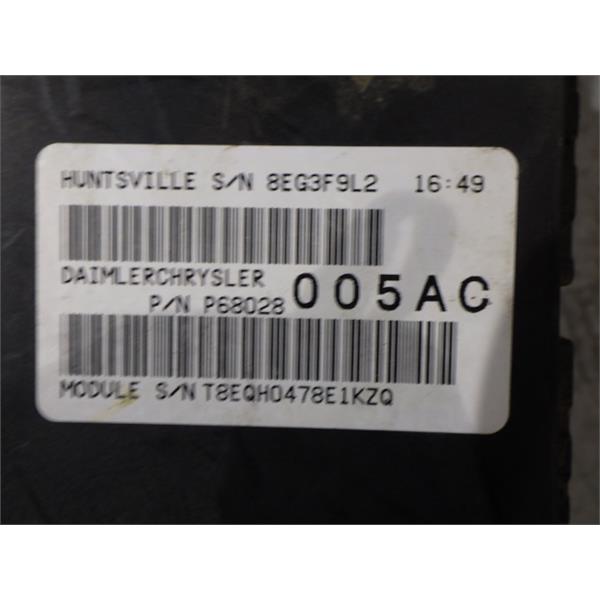 HUNTSVILLE S/N 8EG3F9L2 16:49
DAIMLERCHRYSLER
P/N P68028 005AC
MODULE S/N T8EQH0478E1KZQ